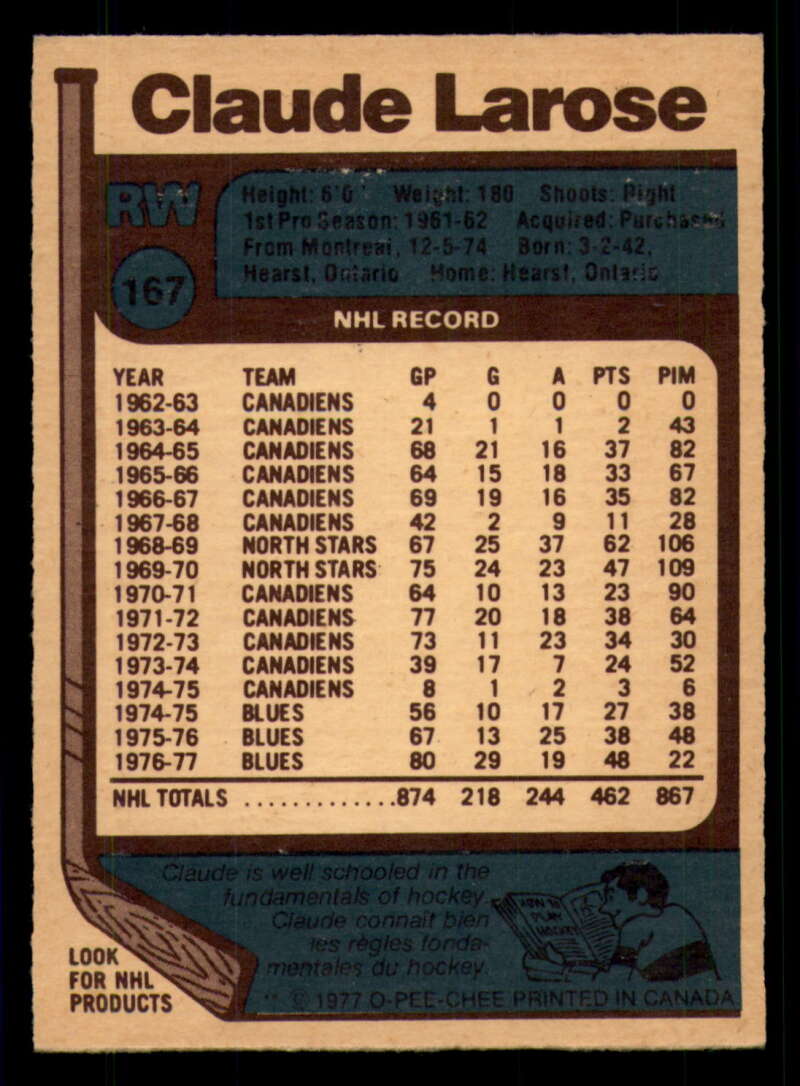 Claude Larose
RW
Height: 6'0" Weight: 180 Shoots: Right
1st Pro Season: 1961-62 Acquired: Purchased
From Montreal, 12-5-74 Born: 3-2-42,
Hearst, Ontario Home: Hearst, Ontario
167
NHL RECORD
YEAR TEAM GP G A PTS PIM
1962-63 CANADIENS 4 0 0 0 0
1963-64 CANADIENS 21 1 1 2 43
1964-65 CANADIENS 68 21 16 37 82
1965-66 CANADIENS 64 15 18 33 67
1966-67 CANADIENS 69 19 16 35 82
1967-68 CANADIENS 42 2 9 11 28
1968-69 NORTH STARS 67 25 37 62 106
1969-70 NORTH STARS 75 24 23 47 109
1970-71 CANADIENS 64 10 13 23 90
1971-72 CANADIENS 77 20 18 38 64
1972-73 CANADIENS 73 11 23 34 30
1973-74 CANADIENS 39 17 7 24 52
1974-75 CANADIENS 8 1 2 3 6
1974-75 BLUES 56 10 17 27 38
1975-76 BLUES 67 13 25 38 48
1976-77 BLUES 80 29 19 48 22
NHL TOTALS .............874 218 244 462 867
Claude is well schooled in the
fundamentals of hockey.
Claude connait bien
les règles fonda-
mentales du hockey.
HOW TO
PLAY
HOCKEY
LOOK
FOR NHL
PRODUCTS
** © 1977 O-PEE-CHEE PRINTED IN CANADA